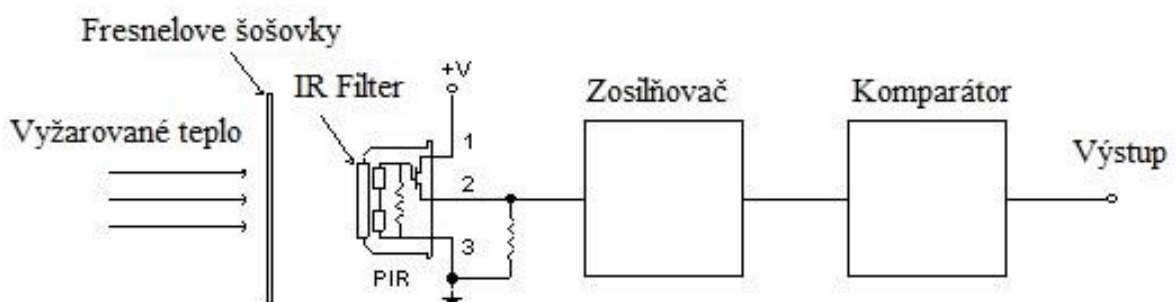 Fresnelove šošovky
IR Filter
+V
Zosilňovač
Komparátor
Vyžarované teplo
1
2
3
PIR
Výstup